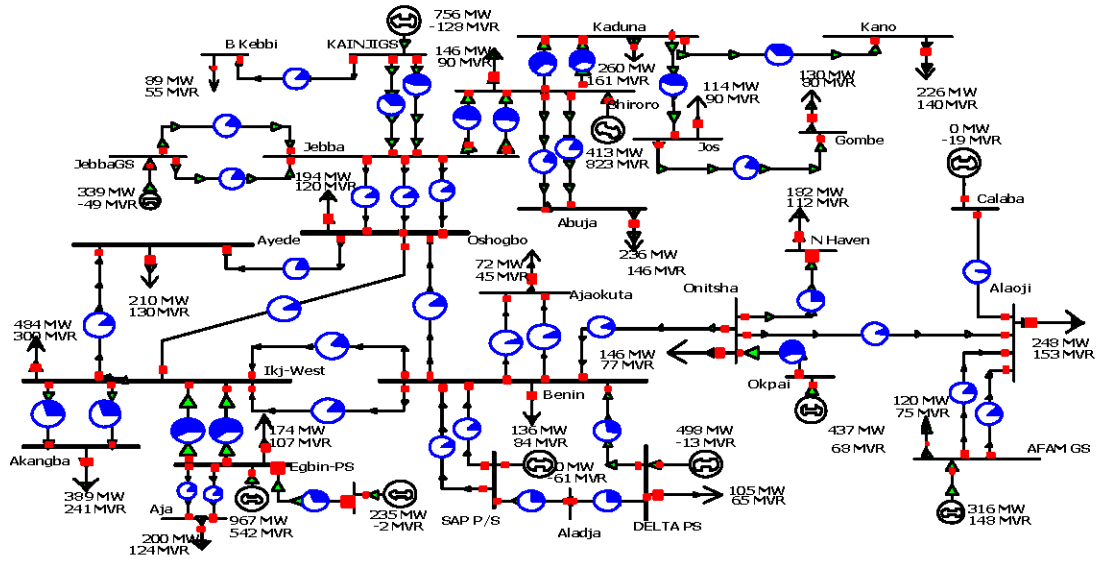 756 MW
-128 MVR
Kaduna
Kano
B Kebbi
KAINJIGS
146 MW
90 MVR
260 MW
161 MVR
89 MW
55 MVR
114 MW
90 MVR
130 MW
80 MVR
226 MW
140 MVR
Shiroro
413 MW
823 MVR
Jos
Gombe
0 MW
-19 MVR
JebbaGS
Jebba
339 MW
-49 MVR
194 MW
120 MVR
182 MW
112 MVR
Calaba
Abuja
N Haven
Ayede
Oshogbo
236 MW
146 MVR
72 MW
45 MVR
Ajaokuta
Onitsha
Alaoji
210 MW
130 MVR
484 MW
300 MVR
248 MW
153 MVR
146 MW
77 MVR
Ikj-West
Benin
Okpai
120 MW
75 MVR
174 MW
107 MVR
136 MW
84 MVR
498 MW
-13 MVR
437 MW
68 MVR
Akangba
Egbin-PS
-61 MVR
AFAM GS
389 MW
241 MVR
967 MW
542 MVR
235 MW
-2 MVR
105 MW
65 MVR
Aja
SAP P/S
Aladja
DELTA PS
316 MW
148 MVR
200 MW
124 MVR